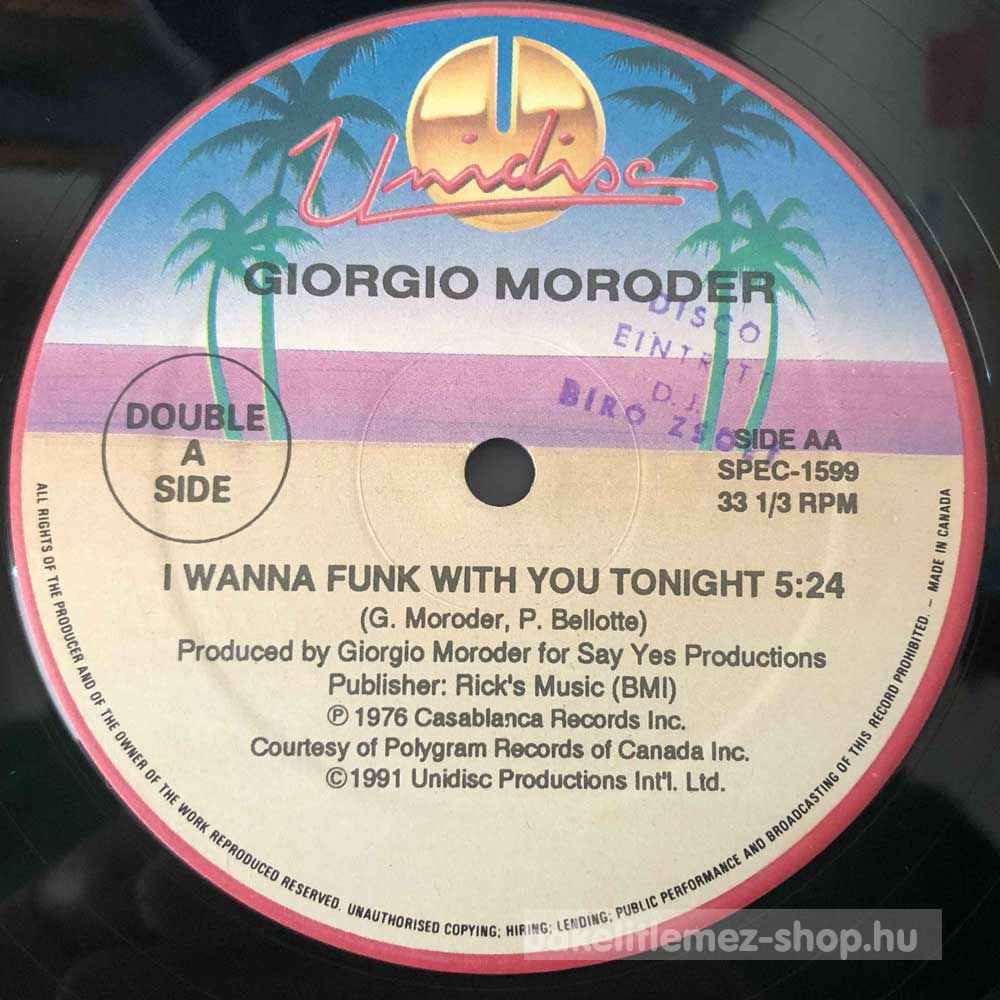 Unidisc
GIORGIO MORODER
DISCO
EINTRITT
D.J.
BIRÓ ZSOLT
DOUBLE
A
SIDE
SIDE AA
SPEC-1599
33 1/3 RPM
I WANNA FUNK WITH YOU TONIGHT 5:24
(G. Moroder, P. Bellotte)
Produced by Giorgio Moroder for Say Yes Productions
Publisher: Rick's Music (BMI)
℗ 1976 Casablanca Records Inc.
Courtesy of Polygram Records of Canada Inc.
©1991 Unidisc Productions Int'l. Ltd.
ALL RIGHTS OF THE PRODUCER AND OF THE OWNER OF THE WORK REPRODUCED RESERVED. UNAUTHORISED COPYING; HIRING; LENDING; PUBLIC PERFORMANCE AND BROADCASTING OF THIS RECORD PROHIBITED. – MADE IN CANADA
bakelitlemez-shop.hu